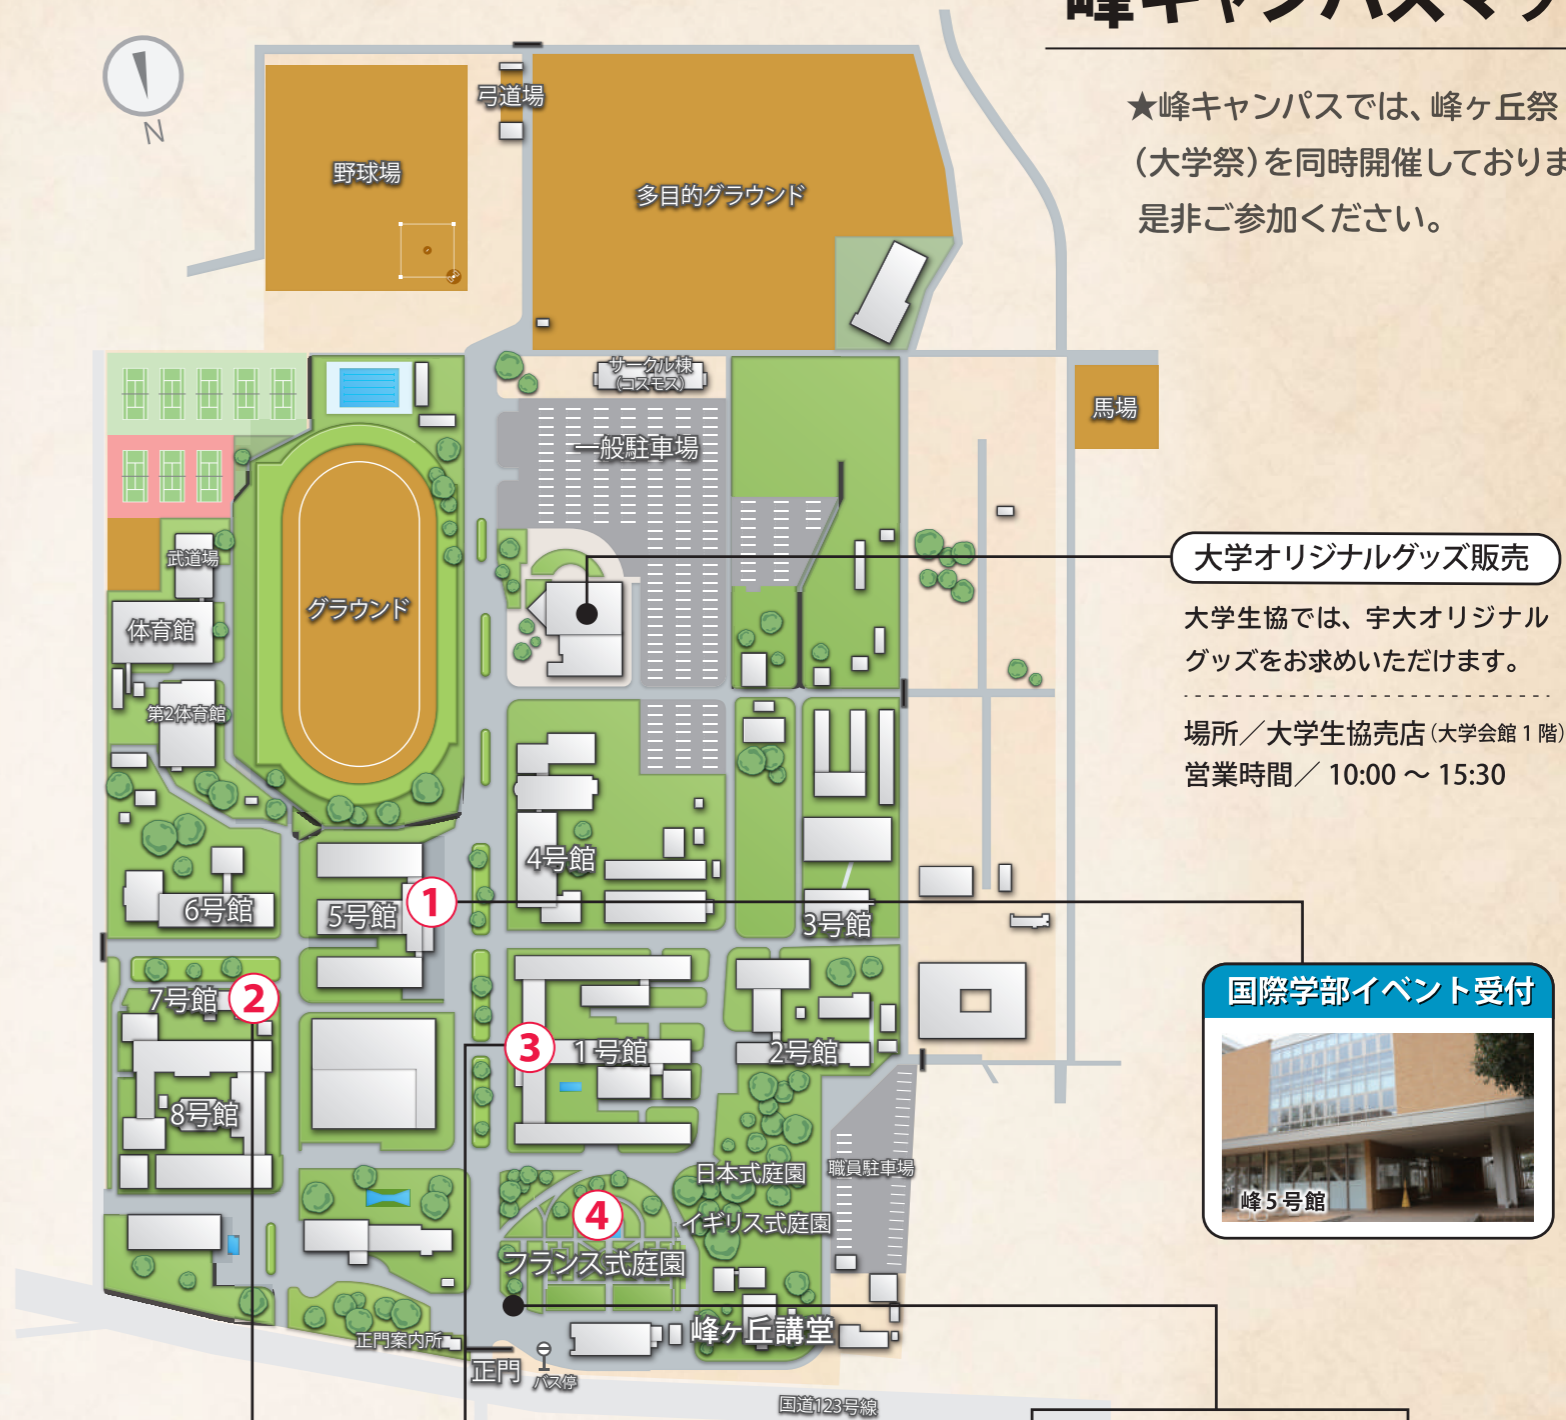 峰キャンパスマップ
N
★峰キャンパスでは、峰ヶ丘祭
（大学祭）を同時開催しておりま
是非ご参加ください。
弓道場
野球場
多目的グラウンド
サークル棟
（コスモス）
馬場
一般駐車場
武道場
体育館
グラウンド
第2体育館
大学オリジナルグッズ販売
大学生協では、宇大オリジナル
グッズをお求めいただけます。
場所／大学生協売店（大学会館1階）
営業時間／ 10:00 ～ 15:30
4号館
6号館
5号館
1
3号館
7号館
2
3
1号館
2号館
8号館
国際学部イベント受付
峰5号館
日本式庭園
職員駐車場
4
イギリス式庭園
フランス式庭園
峰ヶ丘講堂
正門案内所
正門
バス停
国道123号線